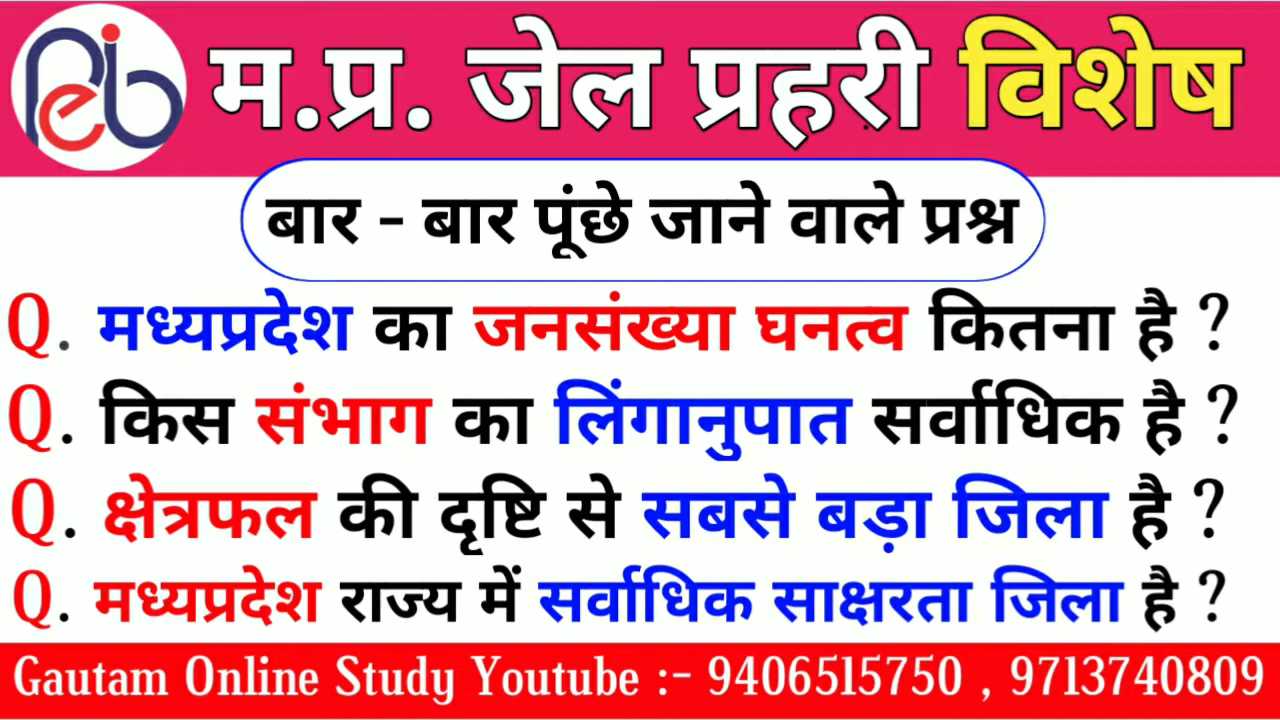 Peb म.प्र. जेल प्रहरी विशेष
बार - बार पूंछे जाने वाले प्रश्न
Q. मध्यप्रदेश का जनसंख्या घनत्व कितना है ?
Q. किस संभाग का लिंगानुपात सर्वाधिक है ?
Q. क्षेत्रफल की दृष्टि से सबसे बड़ा जिला है ?
Q. मध्यप्रदेश राज्य में सर्वाधिक साक्षरता जिला है ?
Gautam Online Study Youtube :- 9406515750 , 9713740809